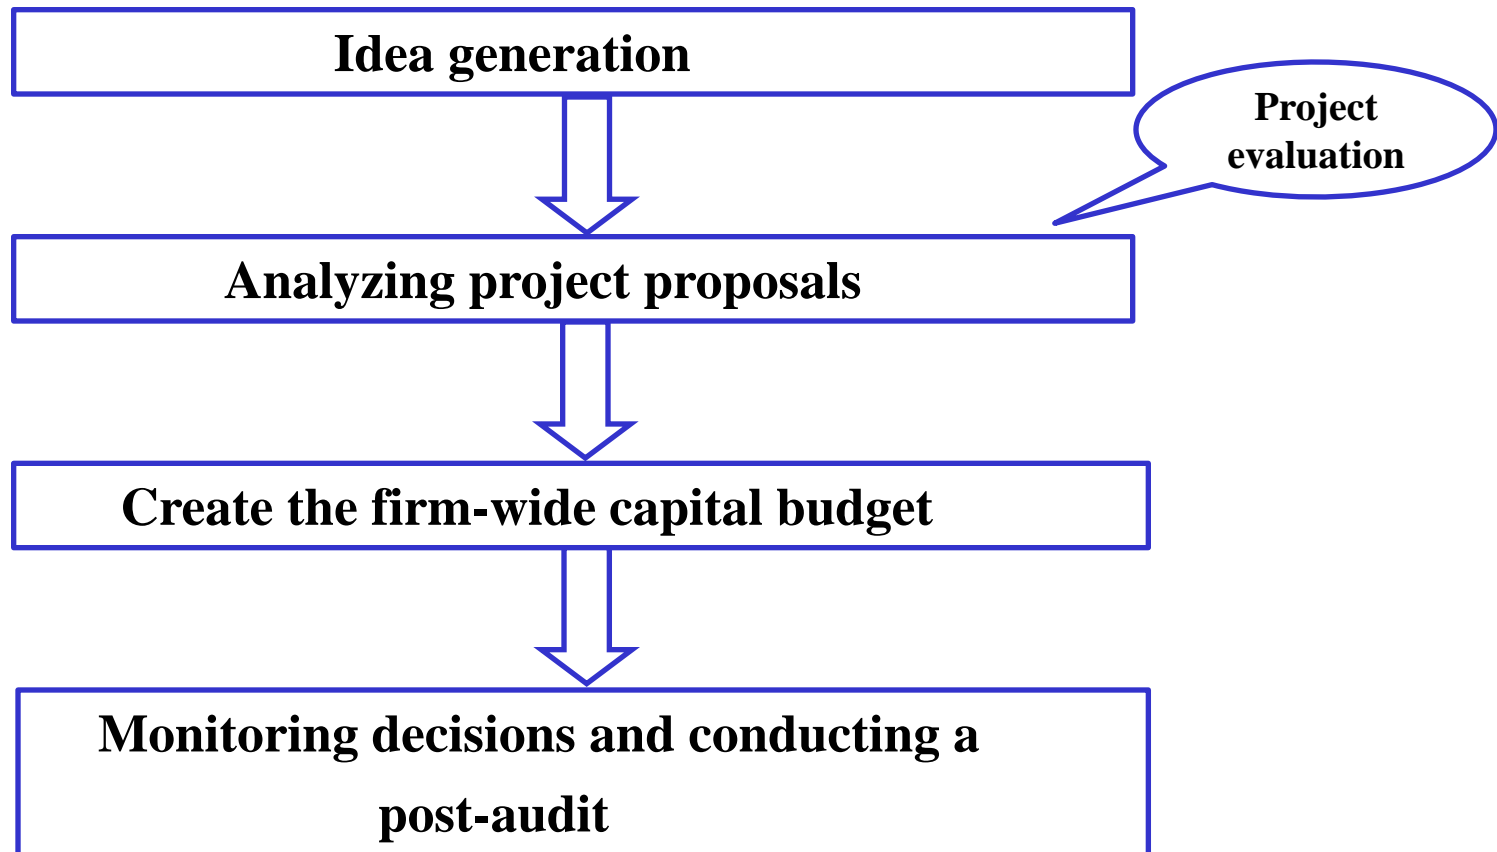 Idea generation
Project
evaluation
Analyzing project proposals
Create the firm-wide capital budget
Monitoring decisions and conducting a
post-audit